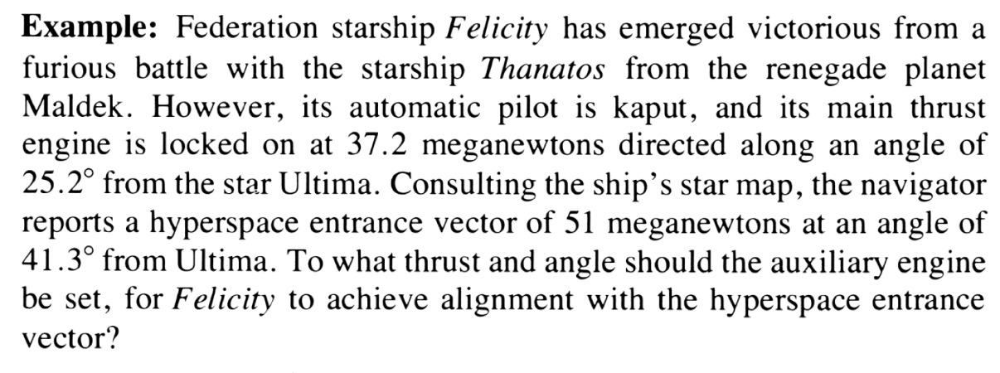 Example: Federation starship Felicity has emerged victorious from a
furious battle with the starship Thanatos from the renegade planet
Maldek. However, its automatic pilot is kaput, and its main thrust
engine is locked on at 37.2 meganewtons directed along an angle of
25.2° from the star Ultima. Consulting the ship's star map, the navigator
reports a hyperspace entrance vector of 51 meganewtons at an angle of
41.3° from Ultima. To what thrust and angle should the auxiliary engine
be set, for Felicity to achieve alignment with the hyperspace entrance
vector?